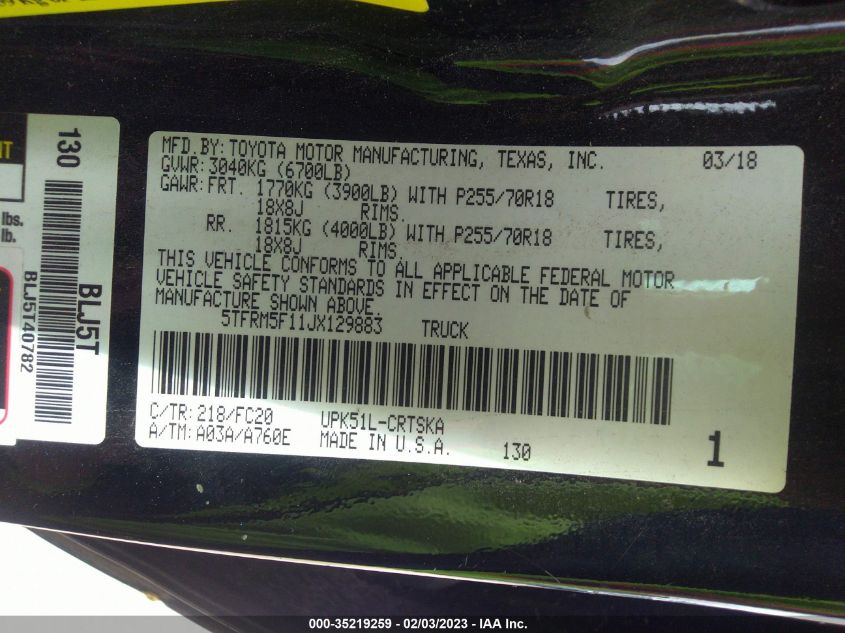 MFD.BY:TOYOTA MOTOR MANUFACTURING, TEXAS, INC. 03/18
GVWR:3040KG (6700LB)
GAWR:FRT. 1770KG (3900LB) WITH P255/70R18 TIRES,
18X8J RIMS.
RR. 1815KG (4000LB) WITH P255/70R18 TIRES,
18X8J RIMS.
THIS VEHICLE CONFORMS TO ALL APPLICABLE FEDERAL MOTOR
VEHICLE SAFETY STANDARDS IN EFFECT ON THE DATE OF
MANUFACTURE SHOWN ABOVE.
5TFRM5F11JX129883 TRUCK
C/TR:218/FC20 UPK51L-CRTSKA
A/TM:A03A/A760E MADE IN U.S.A. 130 1
130
BLJ5T
BLJ5140782
lbs.
lb.
000-35219259 - 02/03/2023 - IAA Inc.